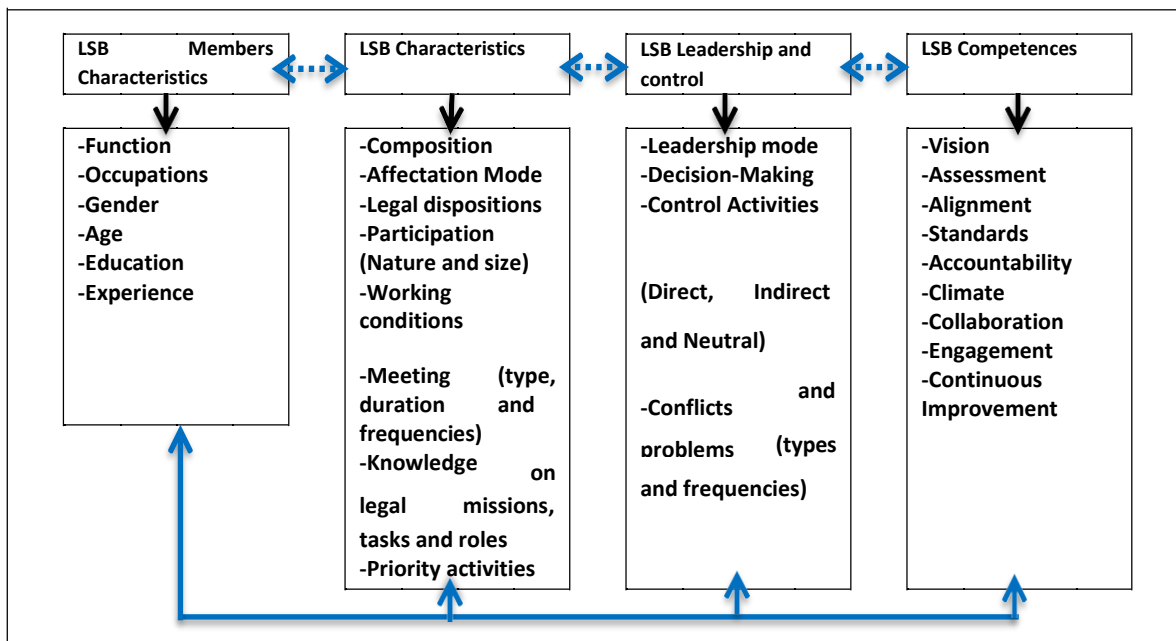 LSB Members
Characteristics
LSB Characteristics
LSB Leadership and
control
LSB Competences
-Function
-Occupations
-Gender
-Age
-Education
-Experience
-Composition
-Affectation Mode
-Legal dispositions
-Participation
(Nature and size)
-Working
conditions
-Meeting (type,
duration and
frequencies)
-Knowledge on
legal missions,
tasks and roles
-Priority activities
-Leadership mode
-Decision-Making
-Control Activities
(Direct, Indirect
and Neutral)
-Conflicts and
problems (types
and frequencies)
-Vision
-Assessment
-Alignment
-Standards
-Accountability
-Climate
-Collaboration
-Engagement
-Continuous
Improvement